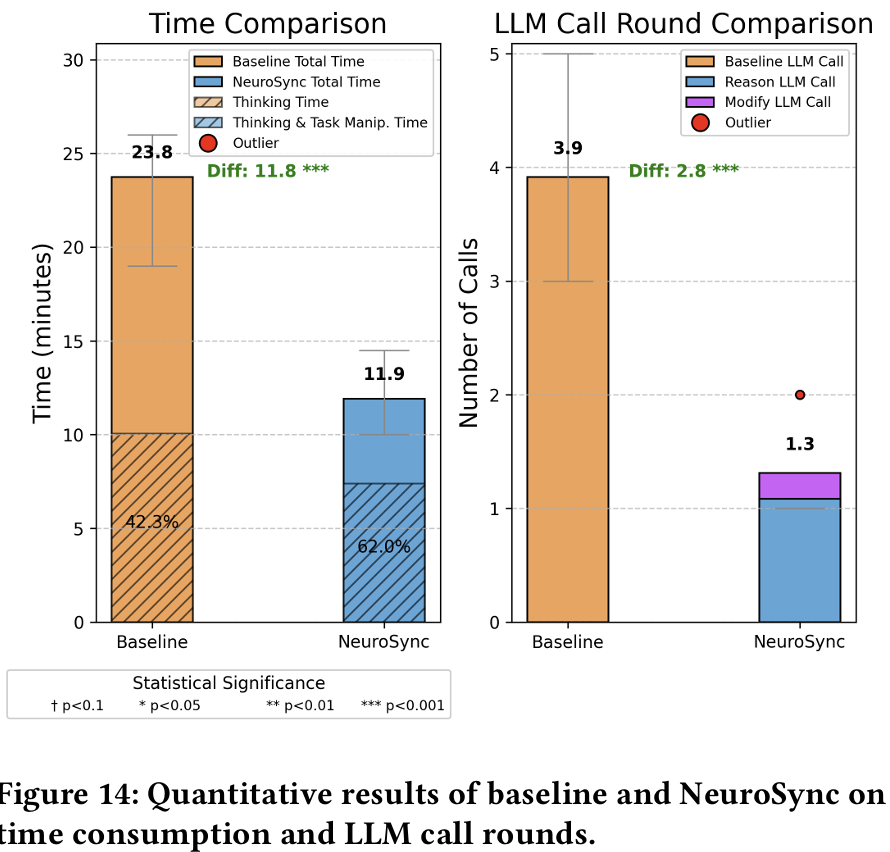 Time Comparison
30
25
20
15
10
5
0
Time (minutes)
Baseline Total Time
NeuroSync Total Time
Thinking Time
Thinking & Task Manip. Time
Outlier
23.8
Diff: 11.8 ***
11.9
42.3%
62.0%
Baseline
NeuroSync
LLM Call Round Comparison
5
4
3
2
1
0
Number of Calls
Baseline LLM Call
Reason LLM Call
Modify LLM Call
Outlier
3.9
Diff: 2.8 ***
1.3
Baseline
NeuroSync
Statistical Significance
† p<0.1 * p<0.05 ** p<0.01 *** p<0.001
Figure 14: Quantitative results of baseline and NeuroSync on
time consumption and LLM call rounds.